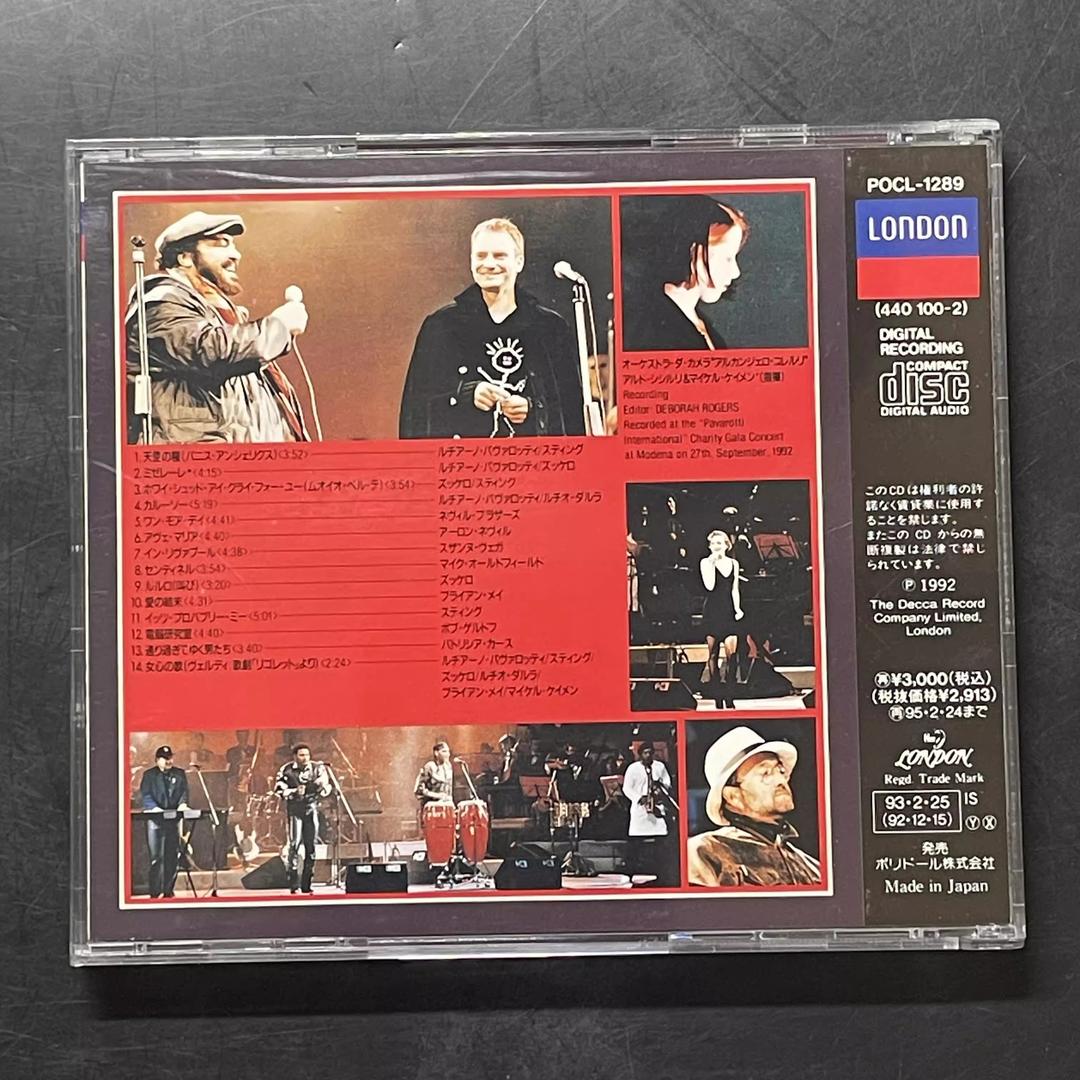 オーケストラ・ダ・カメラ"アルカンジェロ・コレルリ"
アルド・シシルリ&マイケル・ケイメン*(指揮)
Recording
Editor: DEBORAH ROGERS
Recorded at the "Pavarotti
International" Charity Gala Concert
at Modena on 27th, September, 1992
1. 天使の糧(パニス・アンジェリクス)<3:52> ルチアーノ・パヴァロッティ/スティング
2. ミゼレーレ*<4:15> ルチアーノ・パヴァロッティ/ズッケロ
3. ホワイ・シュッド・アイ・クライ・フォー・ユー(ムオイオ・ペル・テ)<3:54> ズッケロ/スティング
4. カルーソー<5:19> ルチアーノ・パヴァロッティ/ルチオ・ダルラ
5. ワン・モア・デイ<4:41> ネヴィル・ブラザーズ
6. アヴェ・マリア<4:40> アーロン・ネヴィル
7. イン・リヴァプール<4:38> スザンヌ・ヴェガ
8. センティネル<3:54> マイク・オールドフィールド
9. ルルロ(叫び)<3:20> ズッケロ
10. 愛の結末<4:31> ブライアン・メイ
11. イッツ・プロバブリー・ミー<5:01> スティング
12. 電脳研究室<4:40> ボブ・ゲルドフ
13. 通り過ぎてゆく男たち<3:40> パトリシア・カース
14. 女心の歌(ヴェルディ 歌劇「リゴレット」より)<2:24> ルチアーノ・パヴァロッティ/スティング/
ズッケロ/ルチオ・ダルラ/
ブライアン・メイ/マイケル・ケイメン
POCL-1289
LONDON
(440 100-2)
DIGITAL
RECORDING
COMPACT
disc
DIGITAL AUDIO
このCDは権利者の許
諾なく賃貸業に使用す
ることを禁じます。
またこの CD からの無
断複製は法律で禁じ
られています。
Ⓟ 1992
The Decca Record
Company Limited,
London
㋐¥3,000(税込)
(税抜価格¥2,913)
㋐95・2・24まで
LONDON
Regd. Trade Mark
93・2・25 IS
(92・12・15) Ⓨ Ⓧ
発売
ポリドール株式会社
Made in Japan